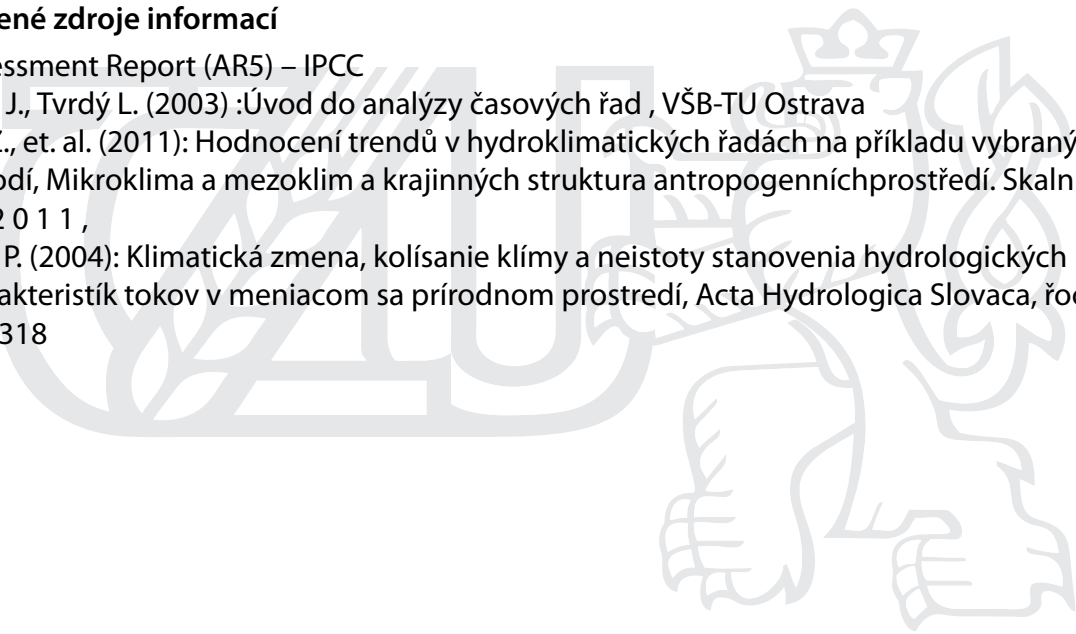 ené zdroje informací
essment Report (AR5) – IPCC
J., Tvrdý L. (2003) :Úvod do analýzy časových řad , VŠB-TU Ostrava
Z., et. al. (2011): Hodnocení trendů v hydroklimatických řadách na příkladu vybraný
odí, Mikroklima a mezoklim a krajinných struktura antropogenníchprostředí. Skaln
2 0 1 1 ,
P. (2004): Klimatická zmena, kolísanie klímy a neistoty stanovenia hydrologických
akteristík tokov v meniacom sa prírodnom prostredí, Acta Hydrologica Slovaca, řo
318